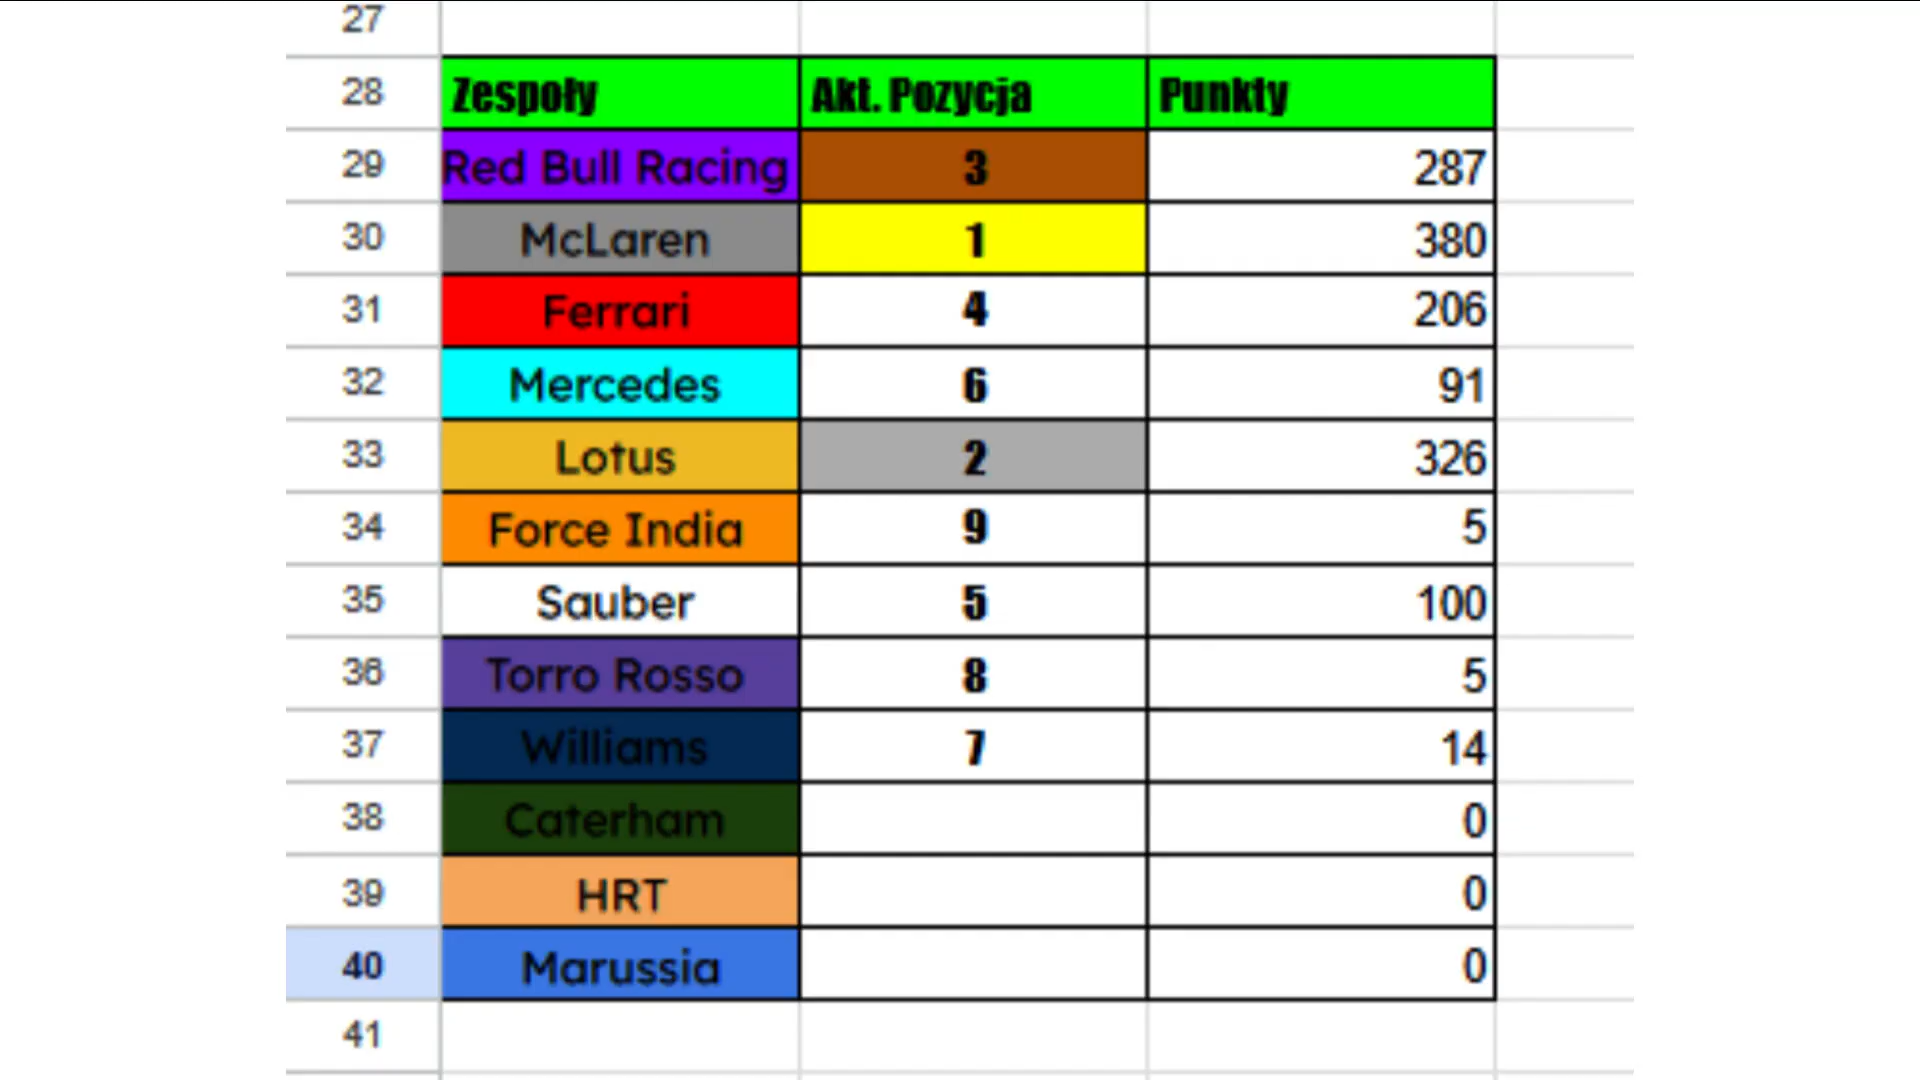 27
28 Zespoły Akt. Pozycja Punkty
29 Red Bull Racing 3 287
30 McLaren 1 380
31 Ferrari 4 206
32 Mercedes 6 91
33 Lotus 2 326
34 Force India 9 5
35 Sauber 5 100
36 Torro Rosso 8 5
37 Williams 7 14
38 Caterham 0
39 HRT 0
40 Marussia 0
41